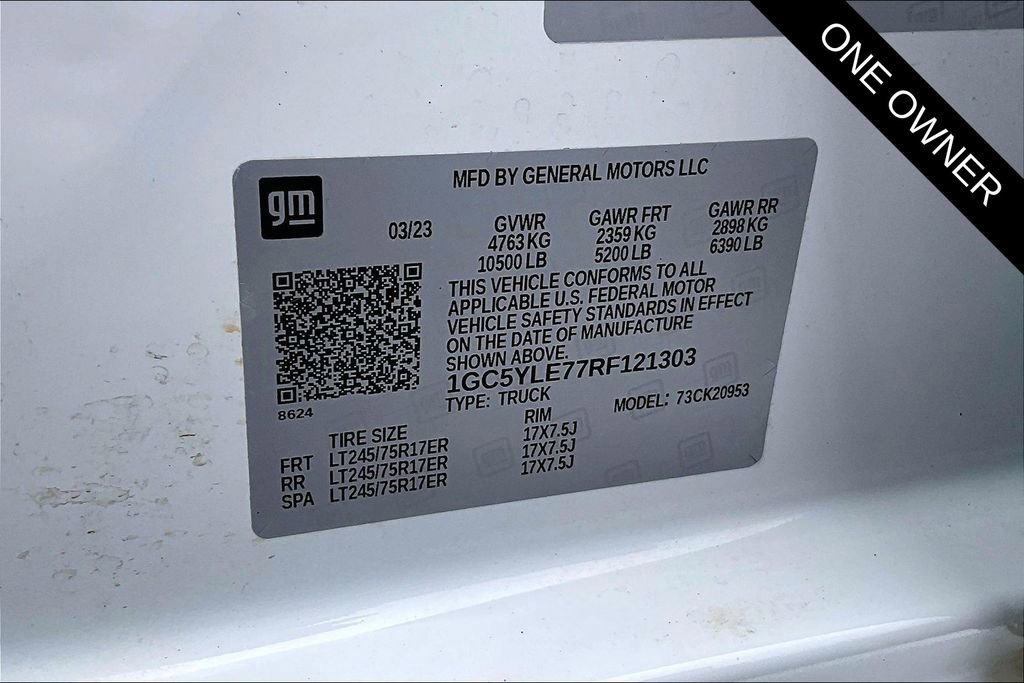 ONE OWNER
gm
MFD BY GENERAL MOTORS LLC
03/23
GVWR GAWR FRT GAWR RR
4763 KG 2359 KG 2898 KG
10500 LB 5200 LB 6390 LB
THIS VEHICLE CONFORMS TO ALL
APPLICABLE U.S. FEDERAL MOTOR
VEHICLE SAFETY STANDARDS IN EFFECT
ON THE DATE OF MANUFACTURE
SHOWN ABOVE.
1GC5YLE77RF121303
8624
TYPE: TRUCK MODEL: 73CK20953
TIRE SIZE RIM
FRT LT245/75R17ER 17X7.5J
RR LT245/75R17ER 17X7.5J
SPA LT245/75R17ER 17X7.5J